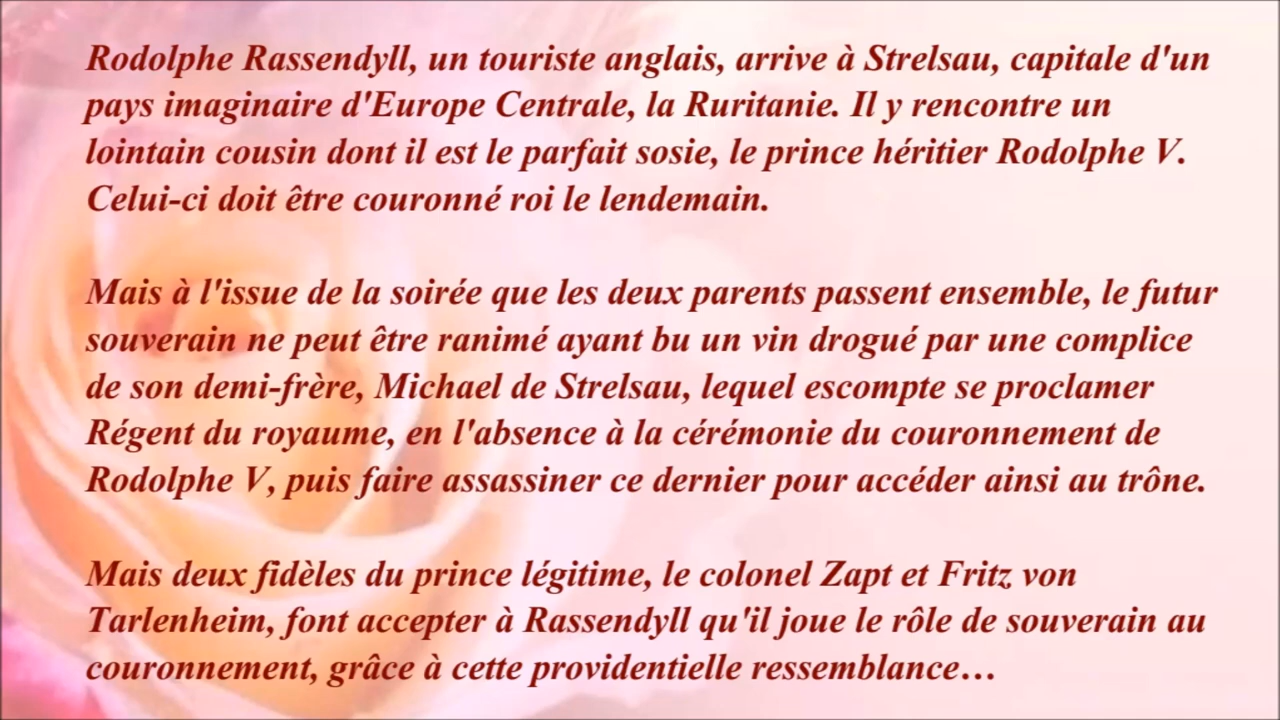 Rodolphe Rassendyll, un touriste anglais, arrive à Strelsau, capitale d'un
pays imaginaire d'Europe Centrale, la Ruritanie. Il y rencontre un
lointain cousin dont il est le parfait sosie, le prince héritier Rodolphe V.
Celui-ci doit être couronné roi le lendemain.
Mais à l'issue de la soirée que les deux parents passent ensemble, le futur
souverain ne peut être ranimé ayant bu un vin drogué par une complice
de son demi-frère, Michael de Strelsau, lequel escompte se proclamer
Régent du royaume, en l'absence à la cérémonie du couronnement de
Rodolphe V, puis faire assassiner ce dernier pour accéder ainsi au trône.
Mais deux fidèles du prince légitime, le colonel Zapt et Fritz von
Tarlenheim, font accepter à Rassendyll qu'il joue le rôle de souverain au
couronnement, grâce à cette providentielle ressemblance…